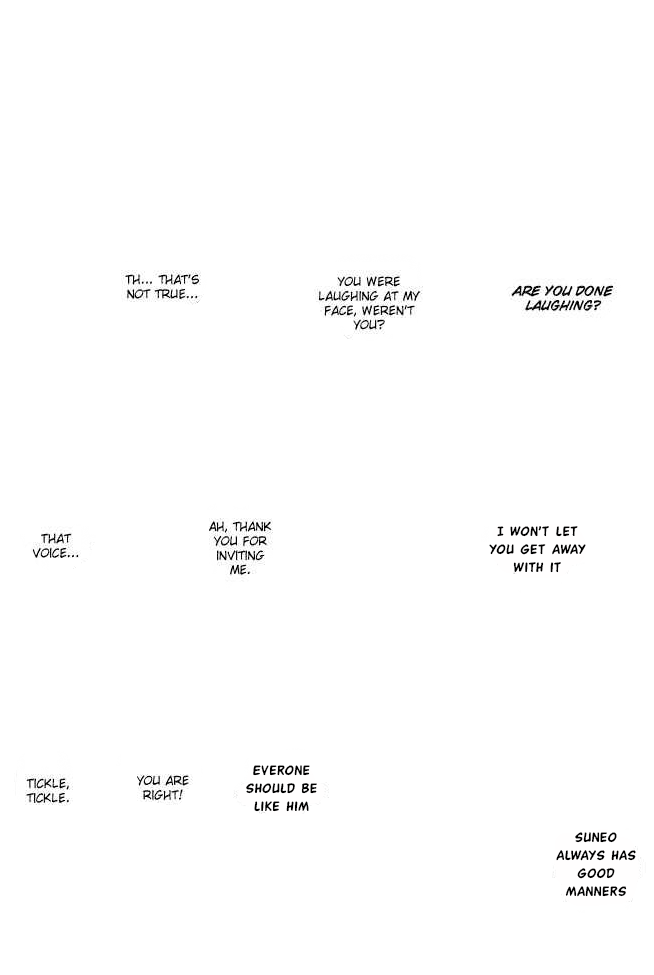 ARE YOU DONE
LAUGHING?
YOU WERE
LAUGHING AT MY
FACE, WEREN'T
YOU?
TH... THAT'S
NOT TRUE...
I WON'T LET
YOU GET AWAY
WITH IT
AH, THANK
YOU FOR
INVITING
ME.
THAT
VOICE...
SUNEO
ALWAYS HAS
GOOD
MANNERS
EVERONE
SHOULD BE
LIKE HIM
YOU ARE
RIGHT!
TICKLE,
TICKLE.